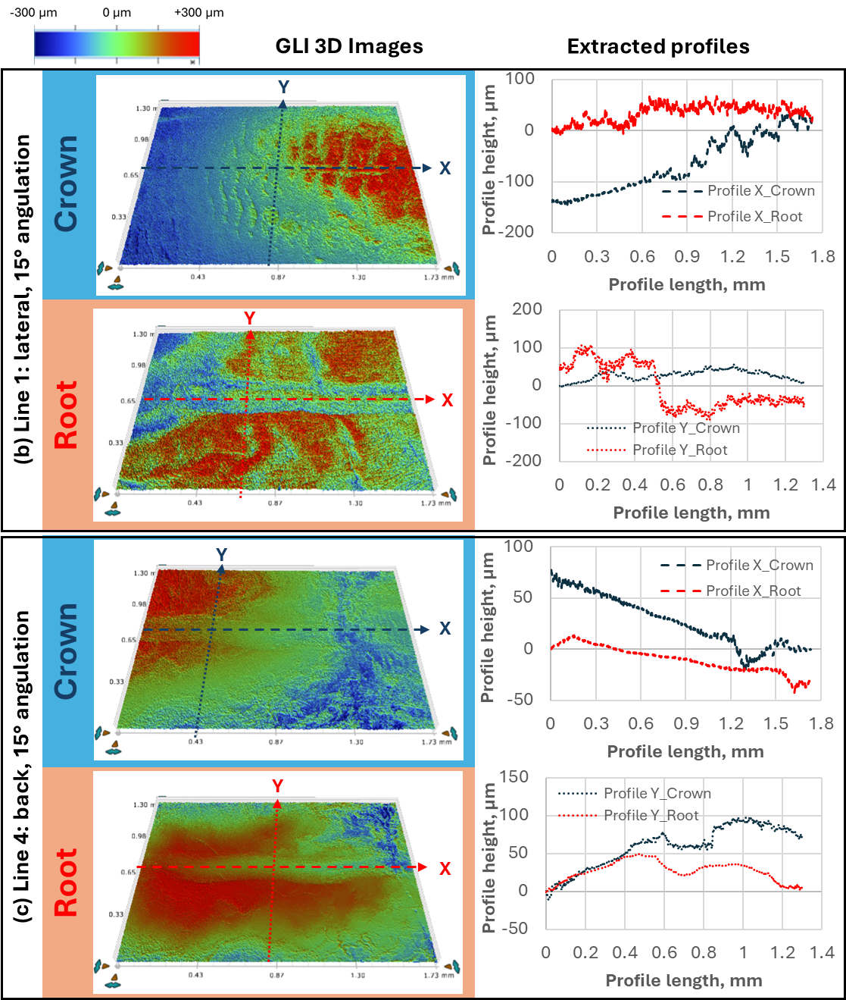 -300 µm 0 µm +300 µm
GLI 3D Images Extracted profiles
(b) Line 1: lateral, 15° angulation
Crown
Y
X
1.30 m
0.98
0.65
0.33
0.43 0.87 1.30 1.73 mm
Profile height, µm
100
0
-100
-200
Profile X_Crown
Profile X_Root
0 0.3 0.6 0.9 1.2 1.5 1.8
Profile length, mm
Root
Y
X
1.30 m
0.98
0.65
0.33
0.43 0.87 1.30 1.73 mm
Profile height, µm
200
100
0
-100
-200
Profile Y_Crown
Profile Y_Root
0 0.2 0.4 0.6 0.8 1 1.2 1.4
Profile length, mm
(c) Line 4: back, 15° angulation
Crown
Y
X
1.30 m
0.98
0.65
0.33
0.43 0.87 1.30 1.73 mm
Profile height, µm
100
50
0
-50
Profile X_Crown
Profile X_Root
0 0.3 0.6 0.9 1.2 1.5 1.8
Profile length, mm
Root
Y
X
1.30 m
0.98
0.65
0.33
0.43 0.87 1.30 1.73 mm
Profile height, µm
150
100
50
0
-50
Profile Y_Crown
Profile Y_Root
0 0.2 0.4 0.6 0.8 1 1.2 1.4
Profile length, mm